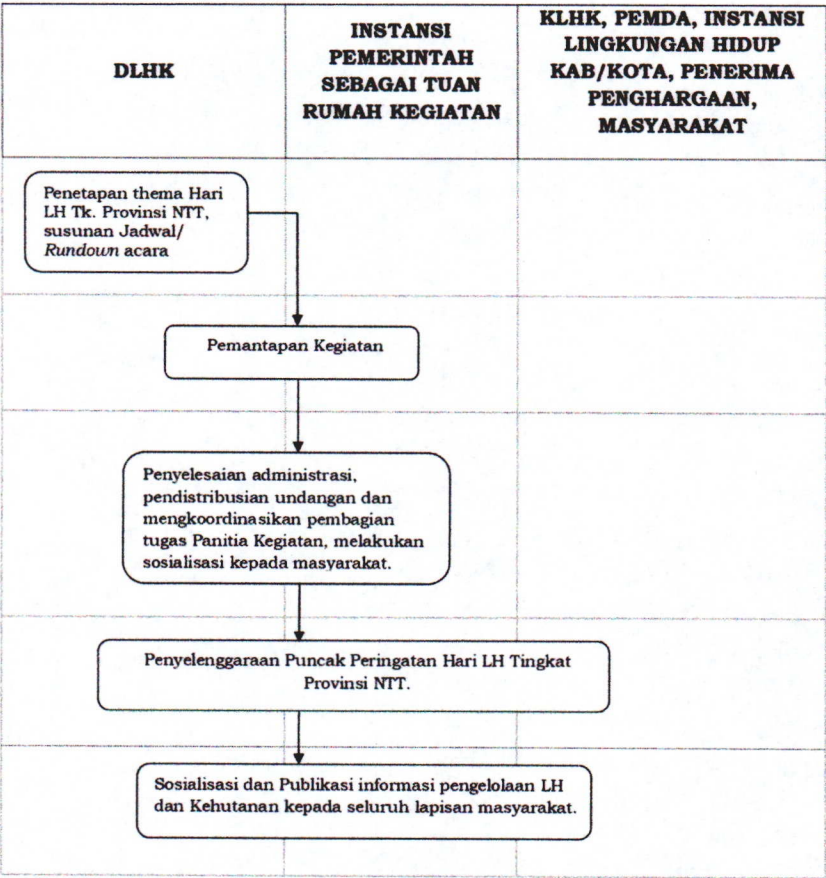 DLHK
INSTANSI
PEMERINTAH
SEBAGAI TUAN
RUMAH KEGIATAN
KLHK, PEMDA, INSTANSI
LINGKUNGAN HIDUP
KAB/KOTA, PENERIMA
PENGHARGAAN,
MASYARAKAT
Penetapan thema Hari
LH Tk. Provinsi NTT,
susunan Jadwal/
Rundown acara
Pemantapan Kegiatan
Penyelesaian administrasi,
pendistribusian undangan dan
mengkoordinasikan pembagian
tugas Panitia Kegiatan, melakukan
sosialisasi kepada masyarakat.
Penyelenggaraan Puncak Peringatan Hari LH Tingkat
Provinsi NTT.
Sosialisasi dan Publikasi informasi pengelolaan LH
dan Kehutanan kepada seluruh lapisan masyarakat.